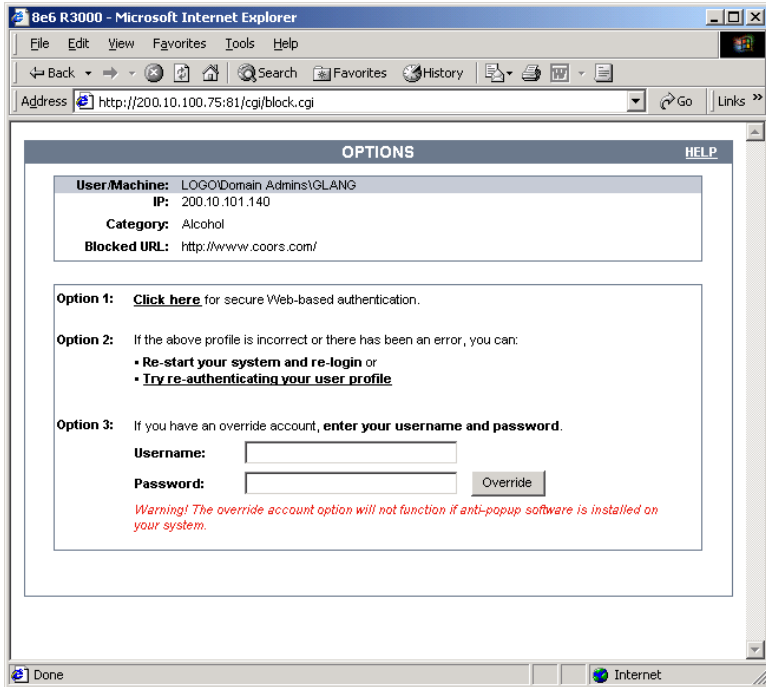 8e6 R3000 - Microsoft Internet Explorer
File Edit View Favorites Tools Help
Back Search Favorites History
Address http://200.10.100.75:81/cgi/block.cgi Go Links »
OPTIONS HELP
User/Machine: LOGO\Domain Admins\GLANG
IP: 200.10.101.140
Category: Alcohol
Blocked URL: http://www.coors.com/
Option 1: Click here for secure Web-based authentication.
Option 2: If the above profile is incorrect or there has been an error, you can:
▪ Re-start your system and re-login or
▪ Try re-authenticating your user profile
Option 3: If you have an override account, enter your username and password.
Username:
Password: Override
Warning! The override account option will not function if anti-popup software is installed on
your system.
Done Internet